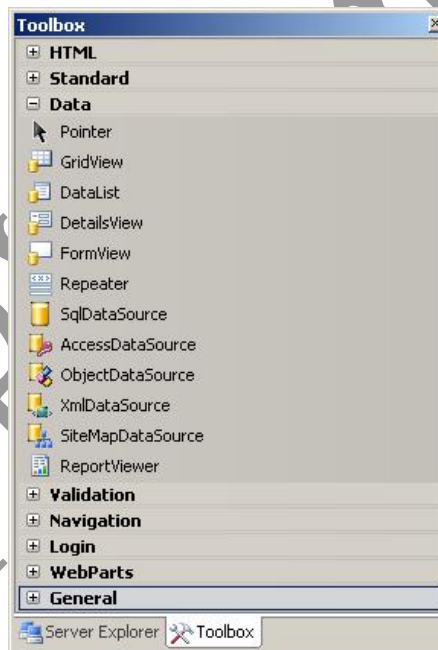 Toolbox
HTML
Standard
Data
Pointer
GridView
DataList
DetailsView
FormView
Repeater
SqlDataSource
AccessDataSource
ObjectDataSource
XmlDataSource
SiteMapDataSource
ReportViewer
Validation
Navigation
Login
WebParts
General
Server Explorer Toolbox